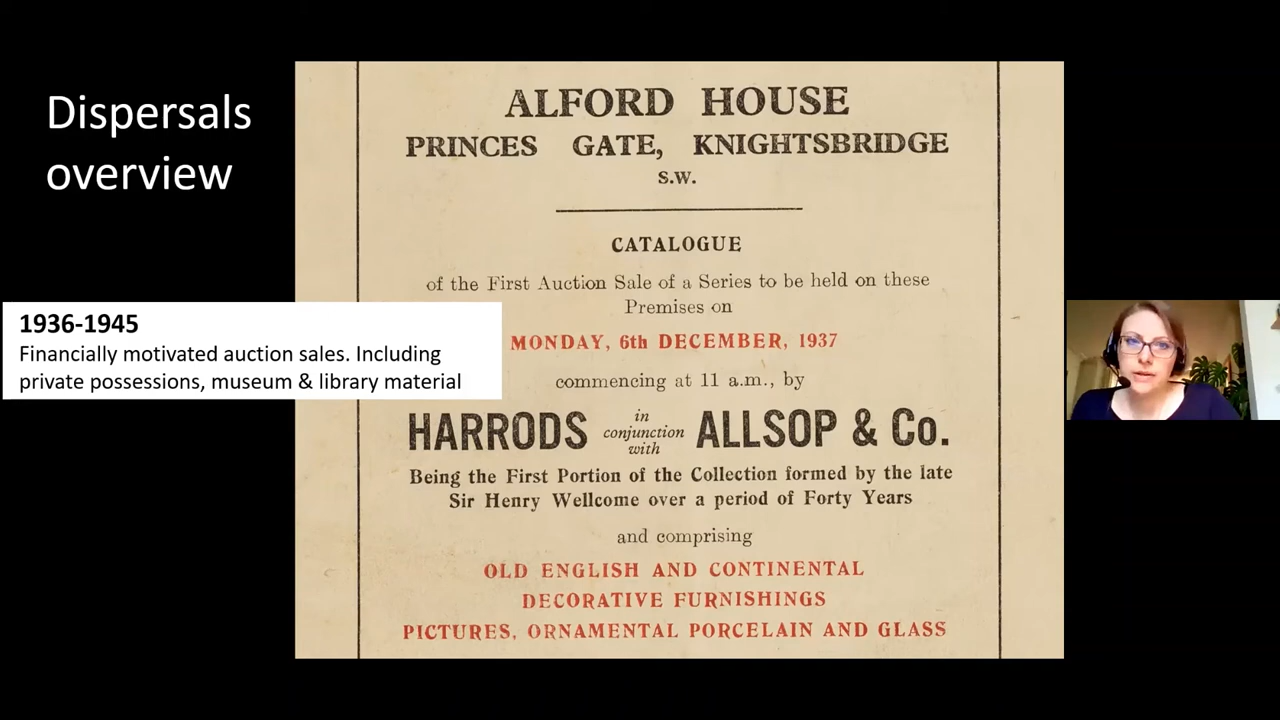 Dispersals
overview
1936-1945
Financially motivated auction sales. Including
private possessions, museum & library material
ALFORD HOUSE
PRINCES GATE, KNIGHTSBRIDGE
S.W.
CATALOGUE
of the First Auction Sale of a Series to be held on these
Premises on
MONDAY, 6th DECEMBER, 1937
commencing at 11 a.m., by
HARRODS in conjunction with ALLSOP & Co.
Being the First Portion of the Collection formed by the late
Sir Henry Wellcome over a period of Forty Years
and comprising
OLD ENGLISH AND CONTINENTAL
DECORATIVE FURNISHINGS
PICTURES, ORNAMENTAL PORCELAIN AND GLASS